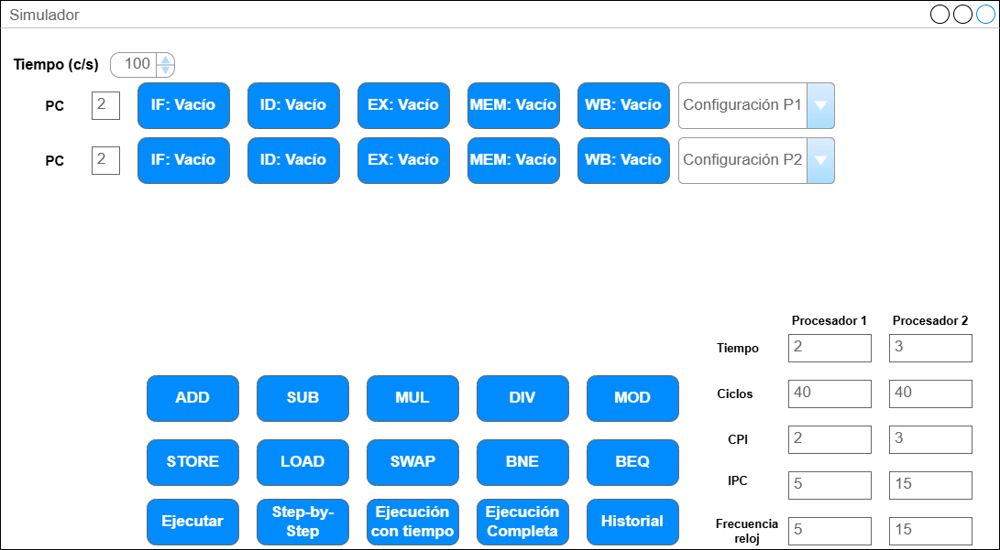 Simulador
Tiempo (c/s) 100
PC 2 IF: Vacío ID: Vacío EX: Vacío MEM: Vacío WB: Vacío Configuración P1
PC 2 IF: Vacío ID: Vacío EX: Vacío MEM: Vacío WB: Vacío Configuración P2
Procesador 1 Procesador 2
Tiempo 2 3
Ciclos 40 40
CPI 2 3
IPC 5 15
Frecuencia
reloj 5 15
ADD SUB MUL DIV MOD
STORE LOAD SWAP BNE BEQ
Ejecutar
Step-by-
Step
Ejecución
con tiempo
Ejecución
Completa
Historial